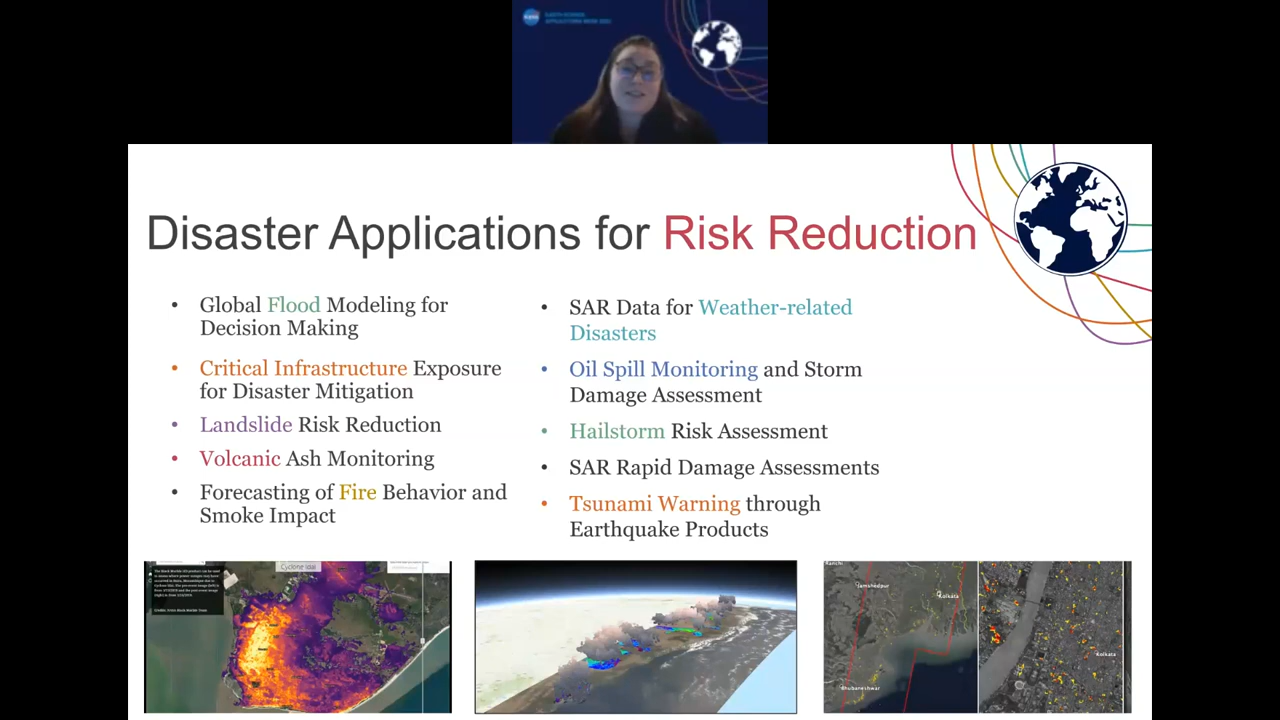 Disaster Applications for Risk Reduction
• Global Flood Modeling for
Decision Making
• Critical Infrastructure Exposure
for Disaster Mitigation
• Landslide Risk Reduction
• Volcanic Ash Monitoring
• Forecasting of Fire Behavior and
Smoke Impact
• SAR Data for Weather-related
Disasters
• Oil Spill Monitoring and Storm
Damage Assessment
• Hailstorm Risk Assessment
• SAR Rapid Damage Assessments
• Tsunami Warning through
Earthquake Products
Cyclone Idai
Ranchi
Jamshedpur
Kolkata
Bhubaneshwar
Kolkata